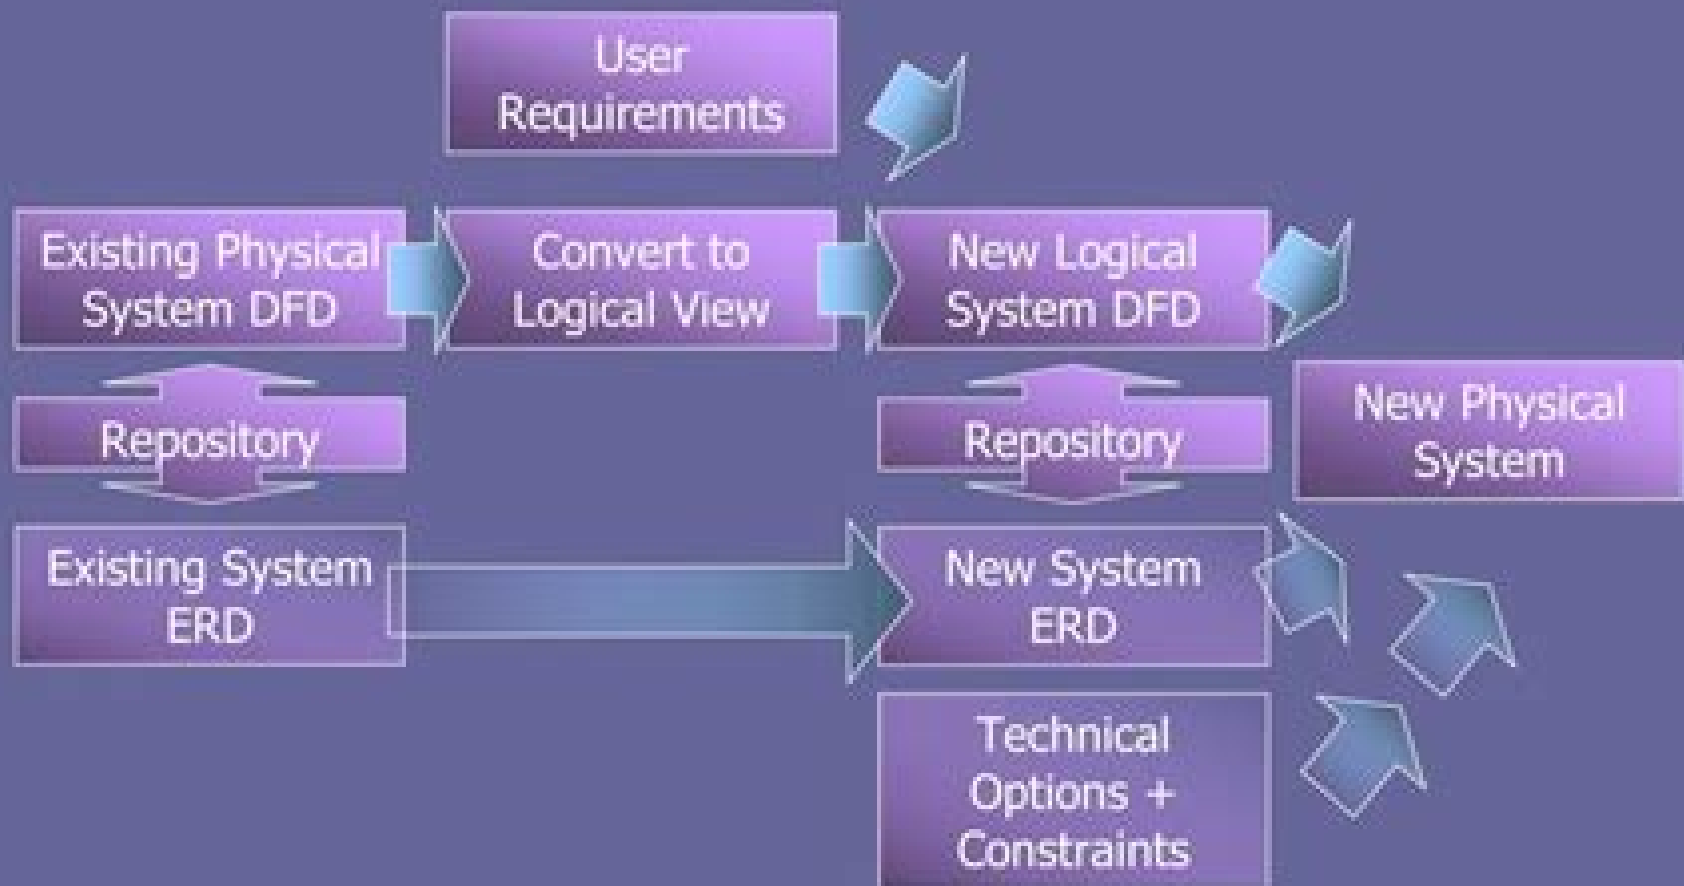 User
Requirements
Existing Physical
System DFD
Convert to
Logical View
New Logical
System DFD
Repository
Repository
New Physical
System
Existing System
ERD
New System
ERD
Technical
Options +
Constraints